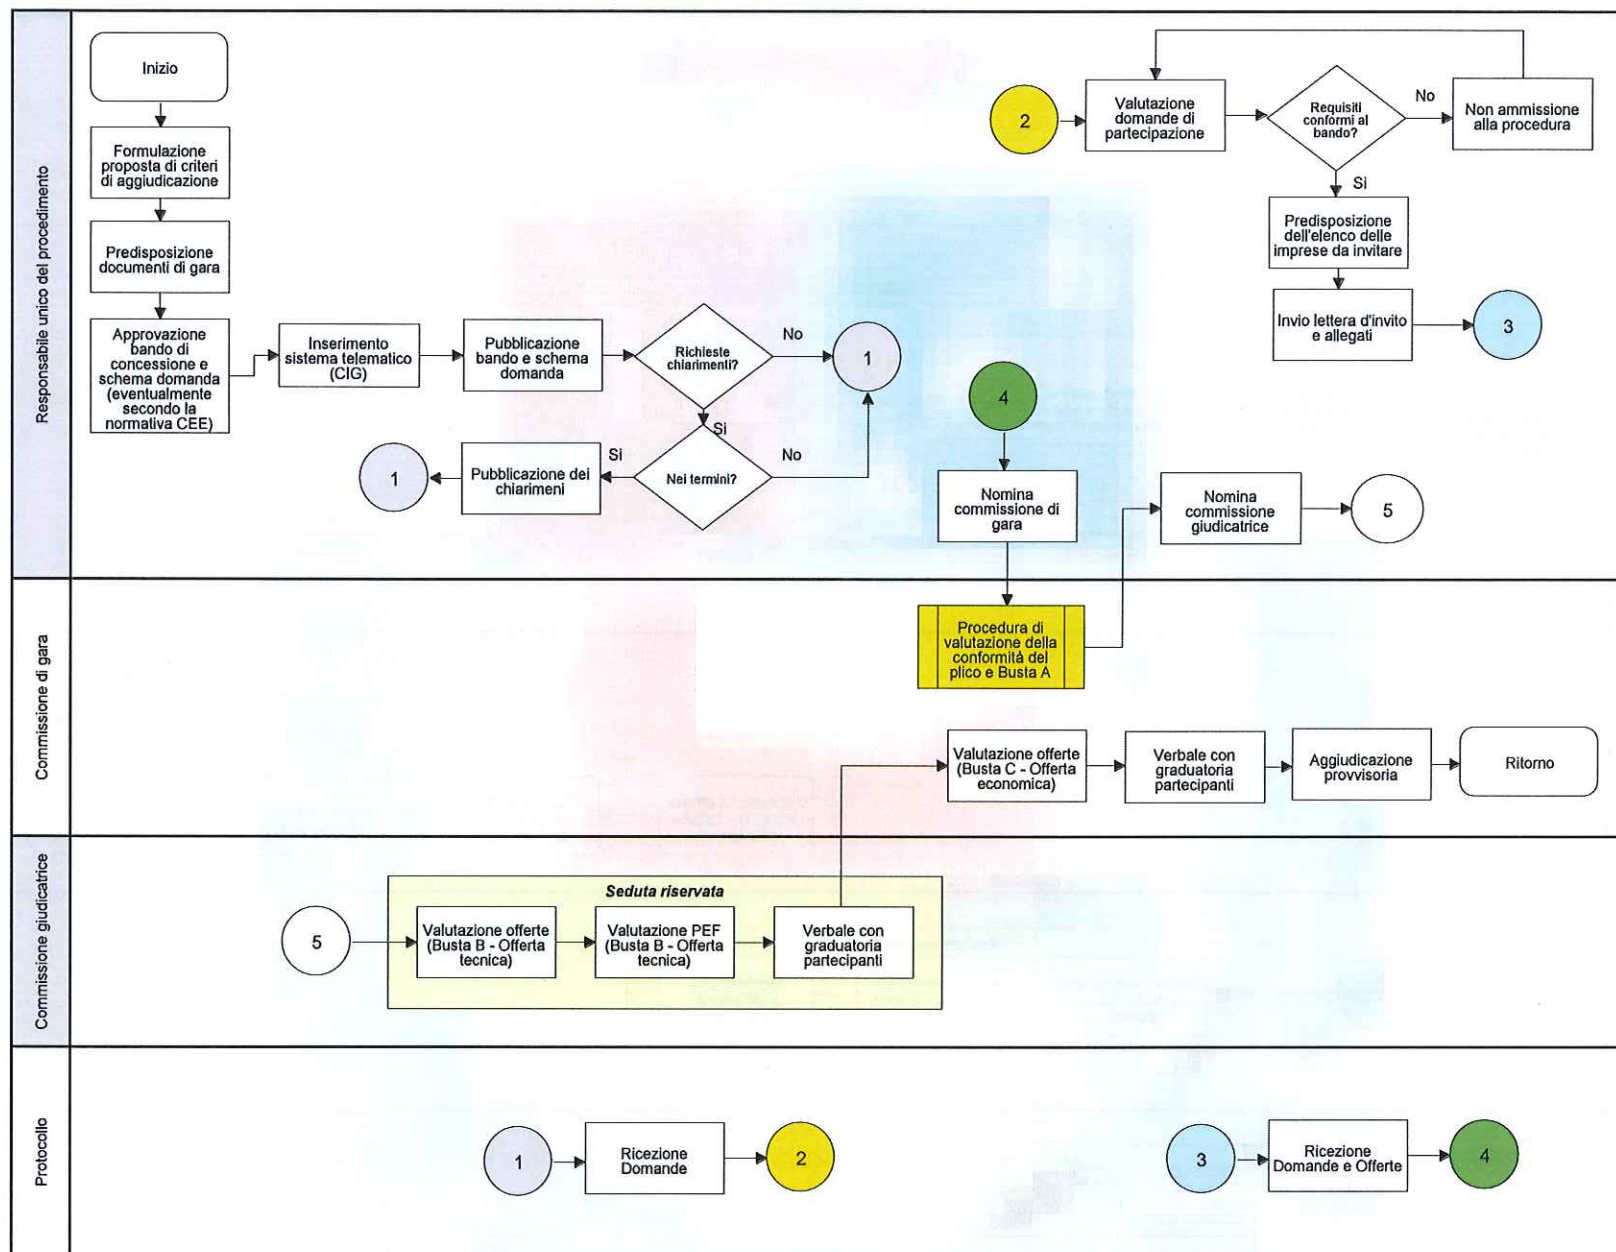 Responsabile unico del procedimento
Inizio
Formulazione
proposta di criteri
di aggiudicazione
Predisposizione
documenti di gara
Approvazione
bando di
concessione e
schema domanda
(eventualmente
secondo la
normativa CEE)
Inserimento
sistema telematico
(CIG)
Pubblicazione
bando e schema
domanda
Richieste
chiarimenti?
No
1
Si
Nei termini?
No
Si
Pubblicazione dei
chiarimeni
1
2
Valutazione
domande di
partecipazione
Requisiti
conformi al
bando?
No
Non ammissione
alla procedura
Si
Predisposizione
dell'elenco delle
imprese da invitare
Invio lettera d'invito
e allegati
3
4
Nomina
commissione di
gara
Nomina
commissione
giudicatrice
5
Commissione di gara
Procedura di
valutazione della
conformità del
plico e Busta A
Valutazione offerte
(Busta C - Offerta
economica)
Verbale con
graduatoria
partecipanti
Aggiudicazione
provvisoria
Ritorno
Commissione giudicatrice
Seduta riservata
5
Valutazione offerte
(Busta B - Offerta
tecnica)
Valutazione PEF
(Busta B - Offerta
tecnica)
Verbale con
graduatoria
partecipanti
Protocollo
1
Ricezione
Domande
2
3
Ricezione
Domande e Offerte
4